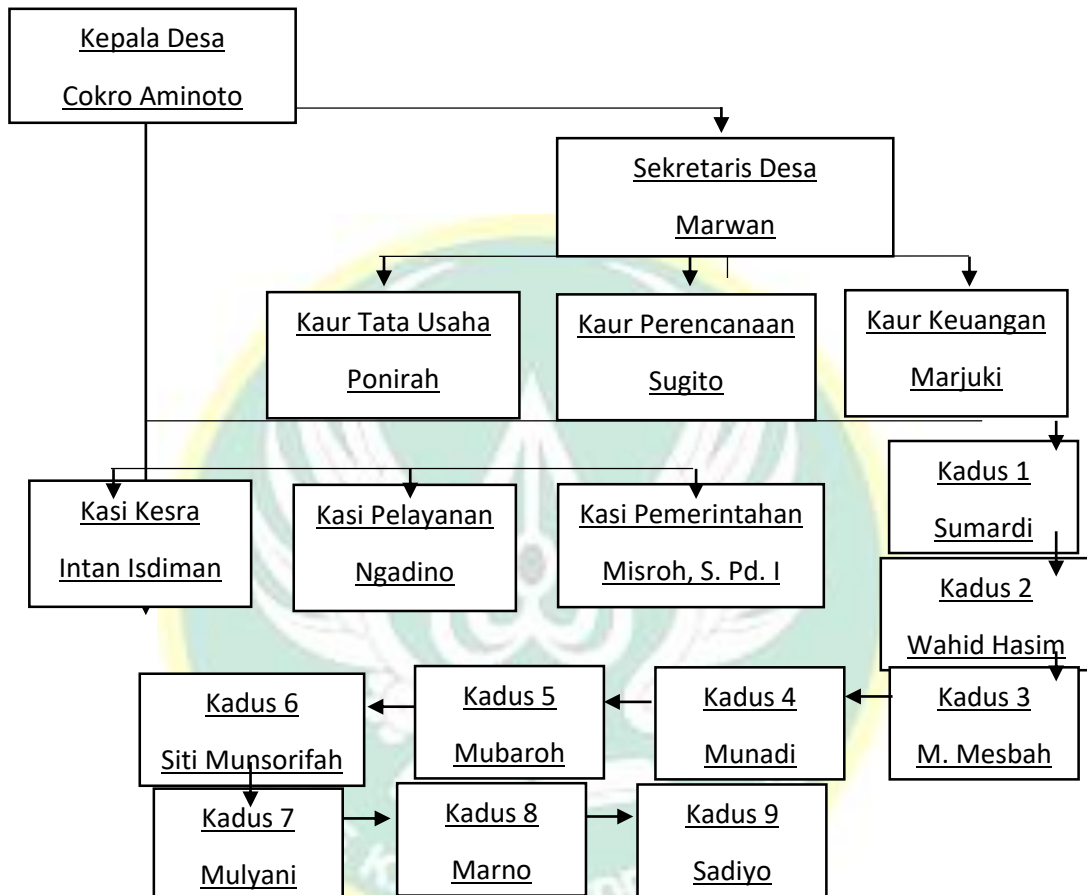 Kepala Desa
Cokro Aminoto
Sekretaris Desa
Marwan
Kaur Tata Usaha
Ponirah
Kaur Perencanaan
Sugito
Kaur Keuangan
Marjuki
Kadus 1
Sumardi
Kasi Kesra
Intan Isdiman
Kasi Pelayanan
Ngadino
Kasi Pemerintahan
Misroh, S. Pd. I
Kadus 2
Wahid Hasim
Kadus 3
M. Mesbah
Kadus 4
Munadi
Kadus 5
Mubaroh
Kadus 6
Siti Munsorifah
Kadus 7
Mulyani
Kadus 8
Marno
Kadus 9
Sadiyo